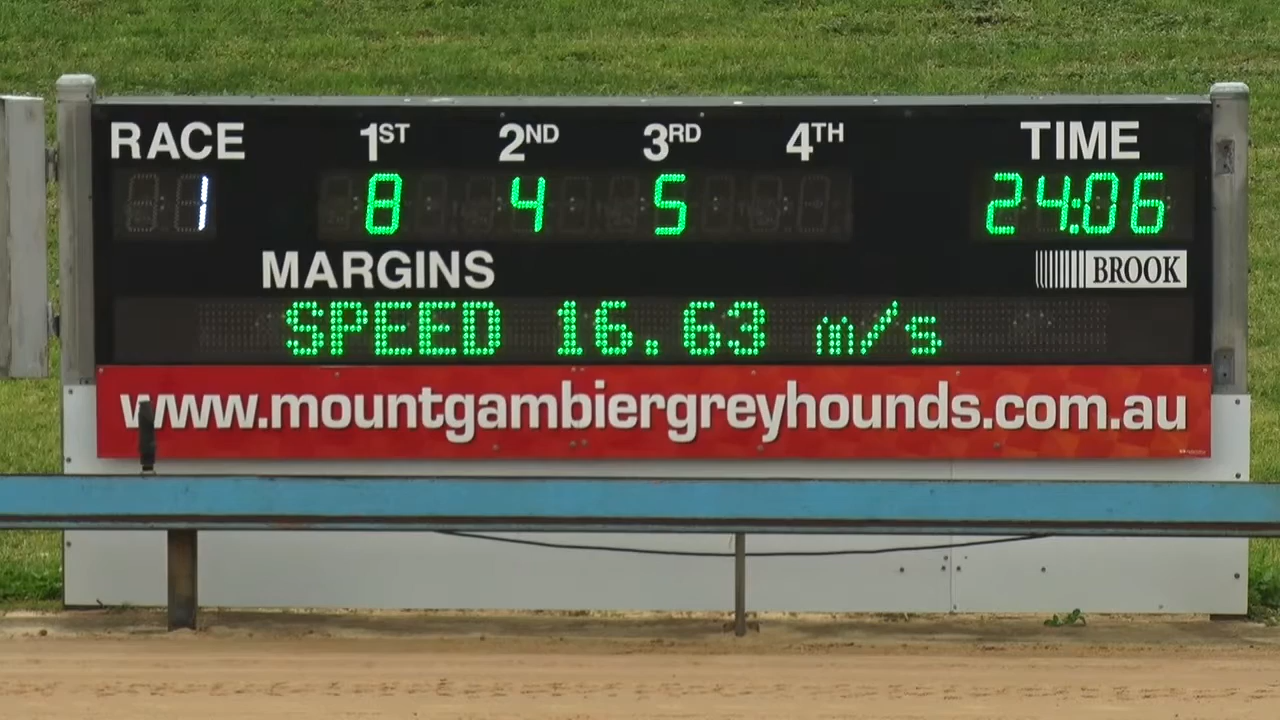 RACE 1ST 2ND 3RD 4TH TIME
1 8 4 5 24:06
MARGINS BROOK
SPEED 16.63 m/s
www.mountgambiergreyhounds.com.au